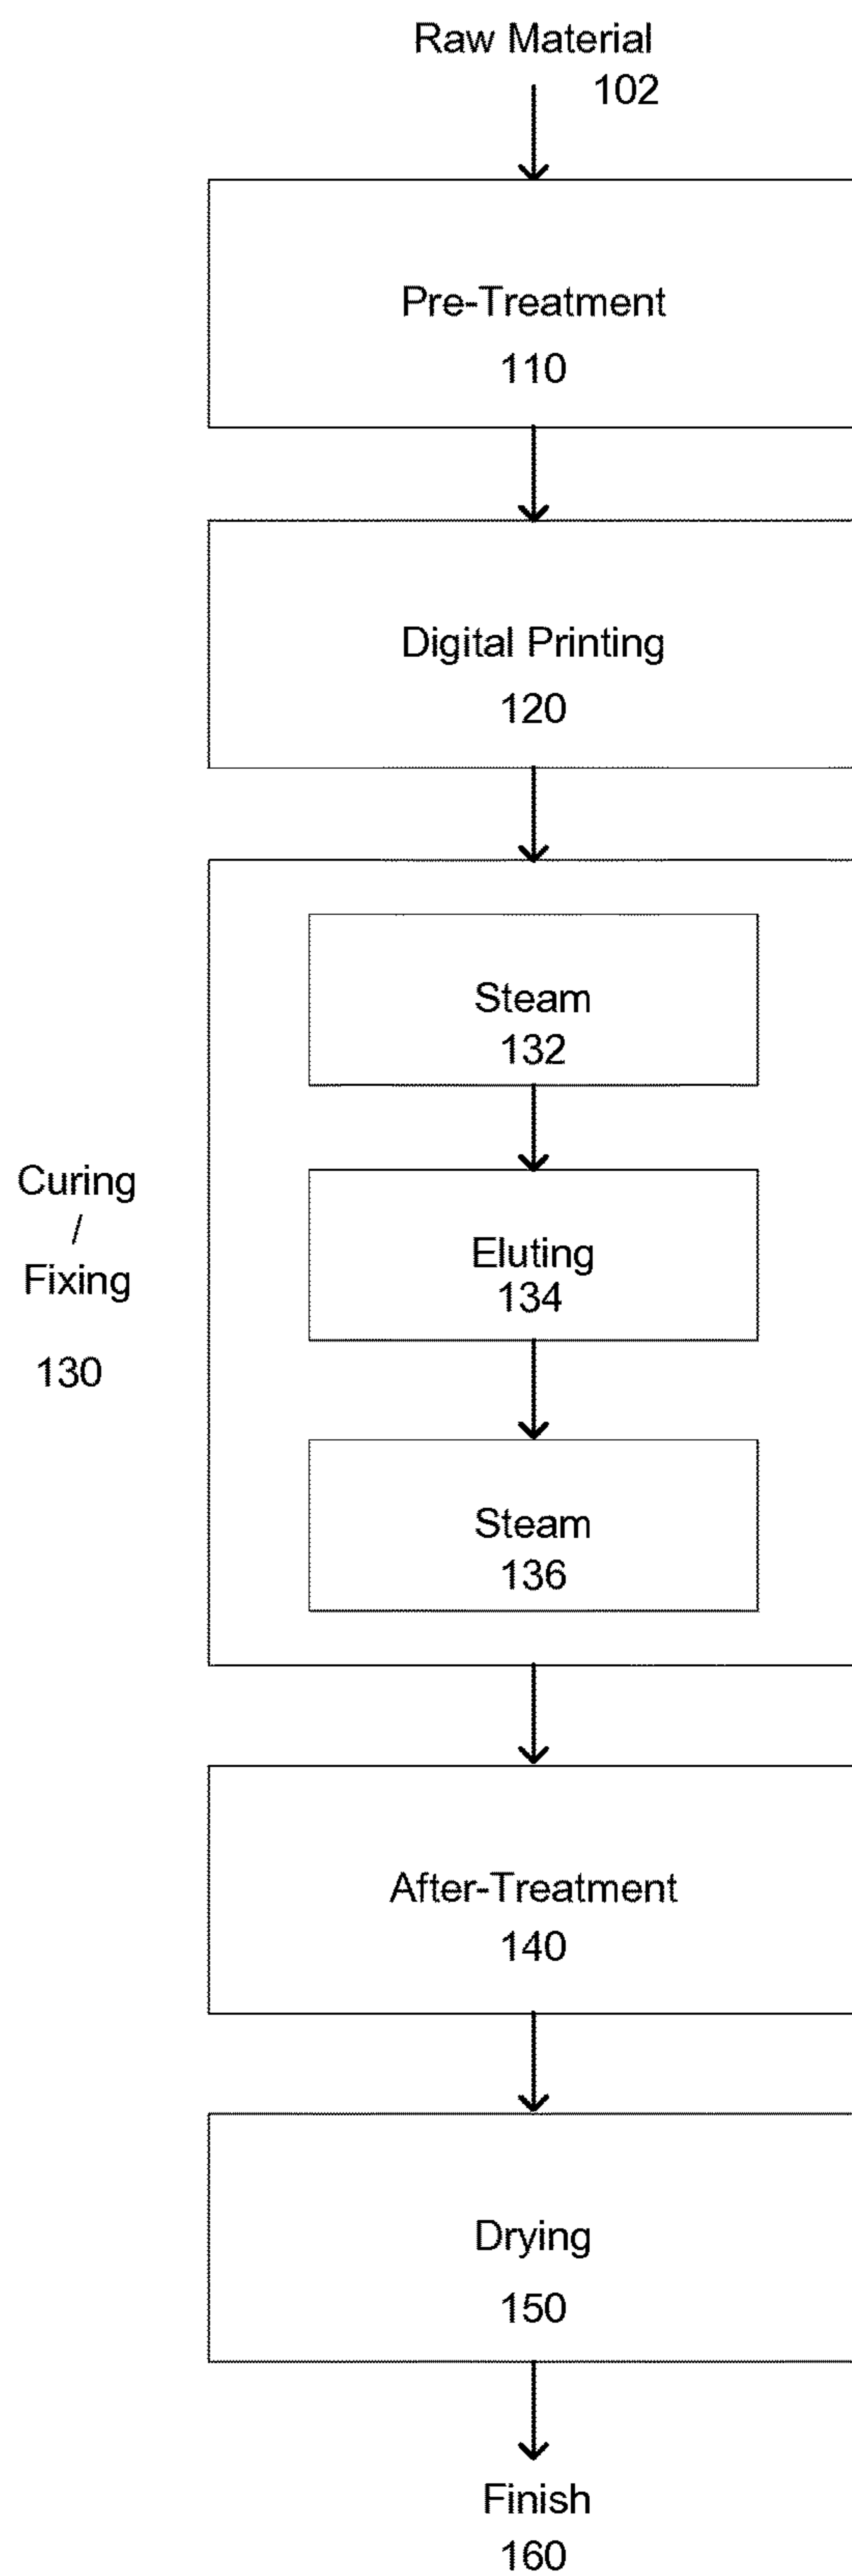 Raw Material
102
Pre-Treatment
110
Digital Printing
120
Curing
/
Fixing
130
Steam
132
Eluting
134
Steam
136
After-Treatment
140
Drying
150
Finish
160